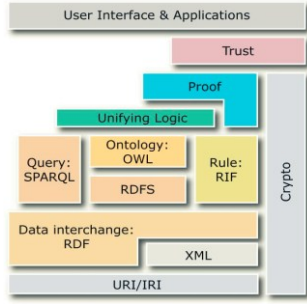 User Interface & Applications
Trust
Proof
Unifying Logic
Query:
SPARQL
Ontology:
OWL
RDFS
Rule:
RIF
Crypto
Data interchange:
RDF
XML
URI/IRI